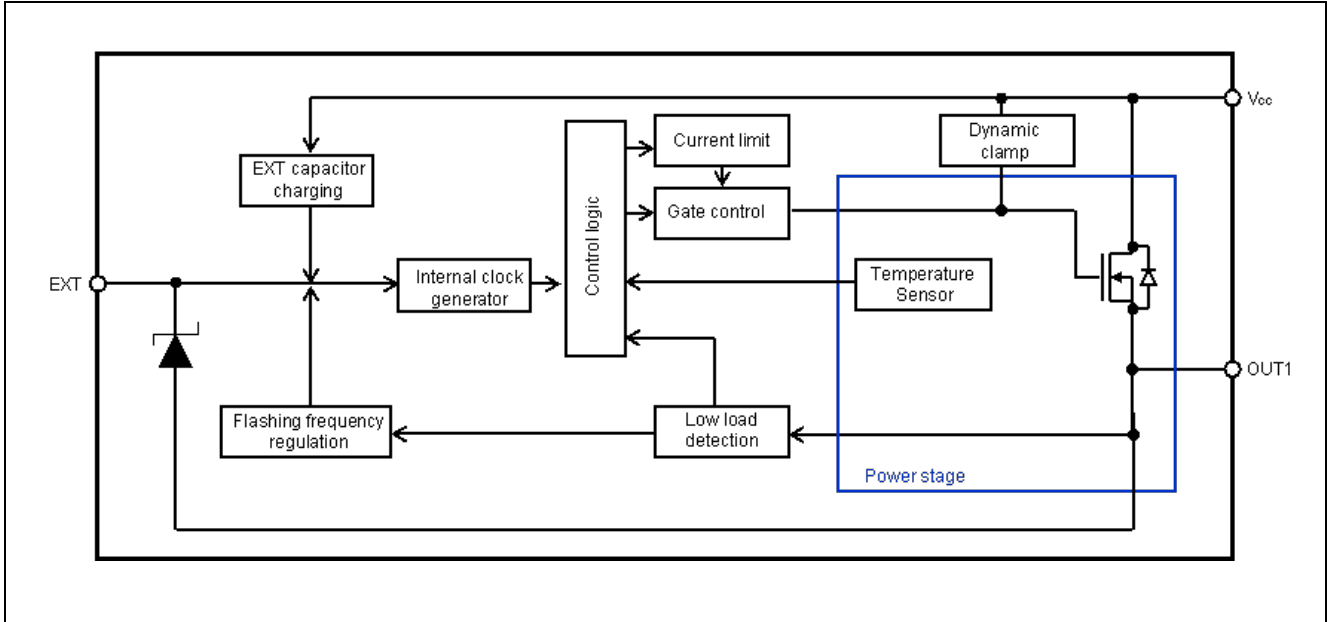 Vcc
Dynamic
clamp
Current limit
EXT capacitor
charging
Gate control
Control logic
EXT
Internal clock
generator
Temperature
Sensor
OUT1
Flashing frequency
regulation
Low load
detection
Power stage